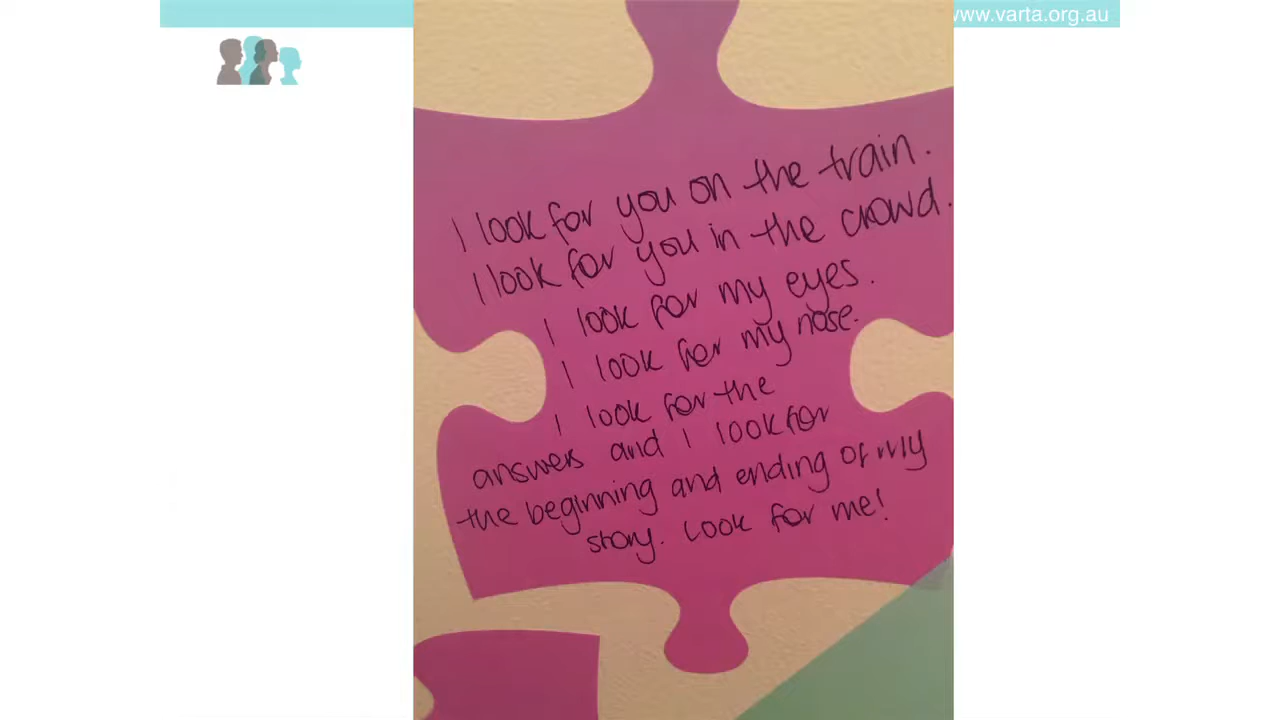 www.varta.org.au
I look for you on the train.
I look for you in the crowd.
I look for my eyes.
I look for my nose.
I look for the
answers and I look for
the beginning and ending of my
story. Look for me!